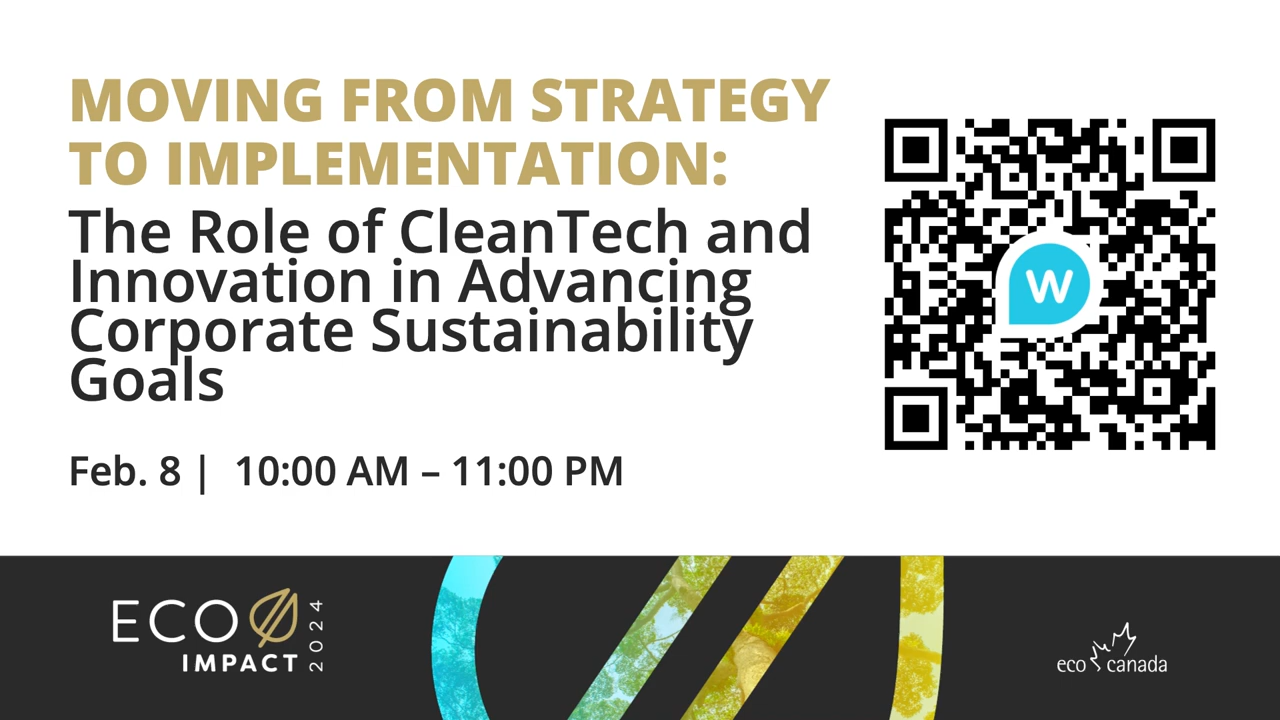 MOVING FROM STRATEGY
TO IMPLEMENTATION:
The Role of CleanTech and
Innovation in Advancing
Corporate Sustainability
Goals
Feb. 8 | 10:00 AM – 11:00 PM
W
ECO
IMPACT
2024
eco canada